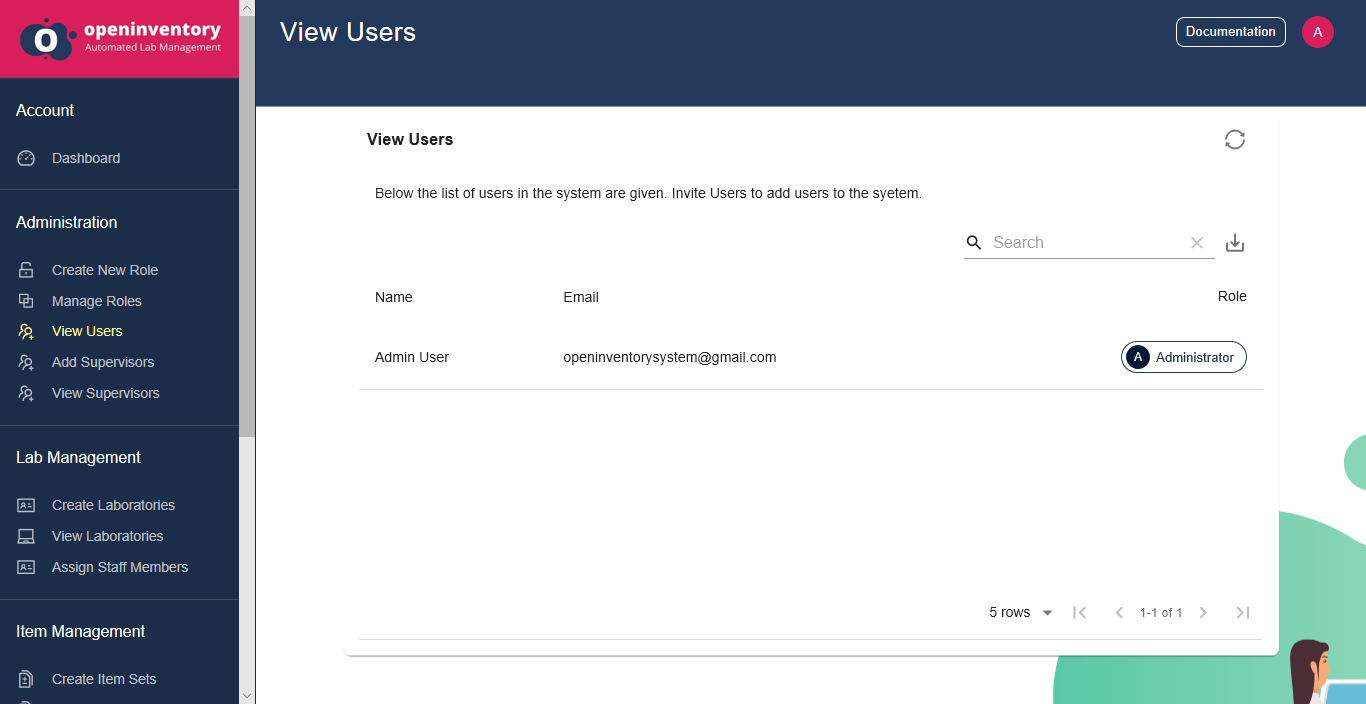 openinventory
Automated Lab Management
View Users
Documentation
A
Account
Dashboard
Administration
Create New Role
Manage Roles
View Users
Add Supervisors
View Supervisors
Lab Management
Create Laboratories
View Laboratories
Assign Staff Members
Item Management
Create Item Sets
View Users
Below the list of users in the system are given. Invite Users to add users to the syetem.
Search
Name Email Role
Admin User openinventorysystem@gmail.com A Administrator
5 rows 1-1 of 1